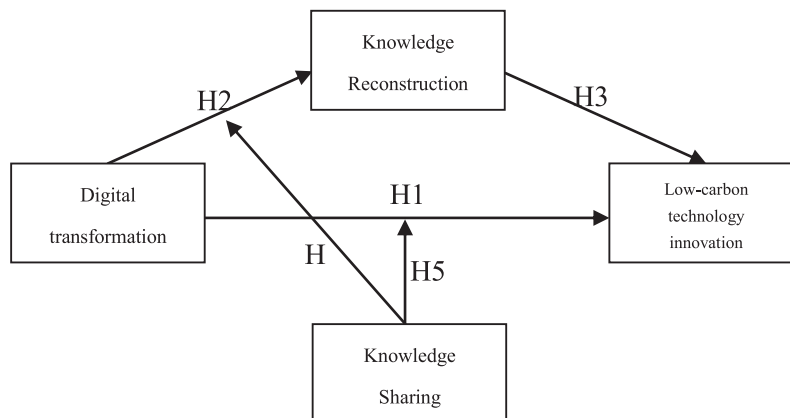 Knowledge
Reconstruction
H2
H3
Digital
transformation
H1
Low-carbon
technology
innovation
H
H5
Knowledge
Sharing